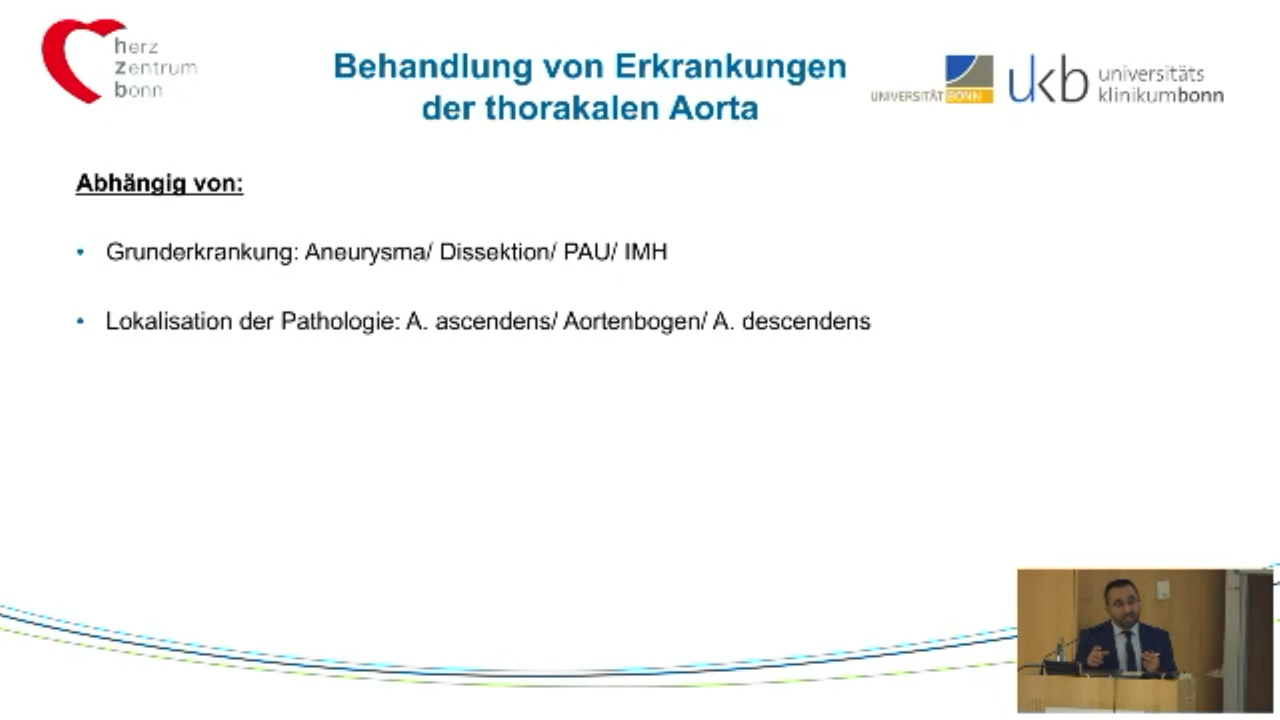 herz
zentrum
bonn
Behandlung von Erkrankungen
der thorakalen Aorta
UNIVERSITÄT BONN
ukb universitäts
klinikumbonn
Abhängig von:
• Grunderkrankung: Aneurysma/ Dissektion/ PAU/ IMH
• Lokalisation der Pathologie: A. ascendens/ Aortenbogen/ A. descendens